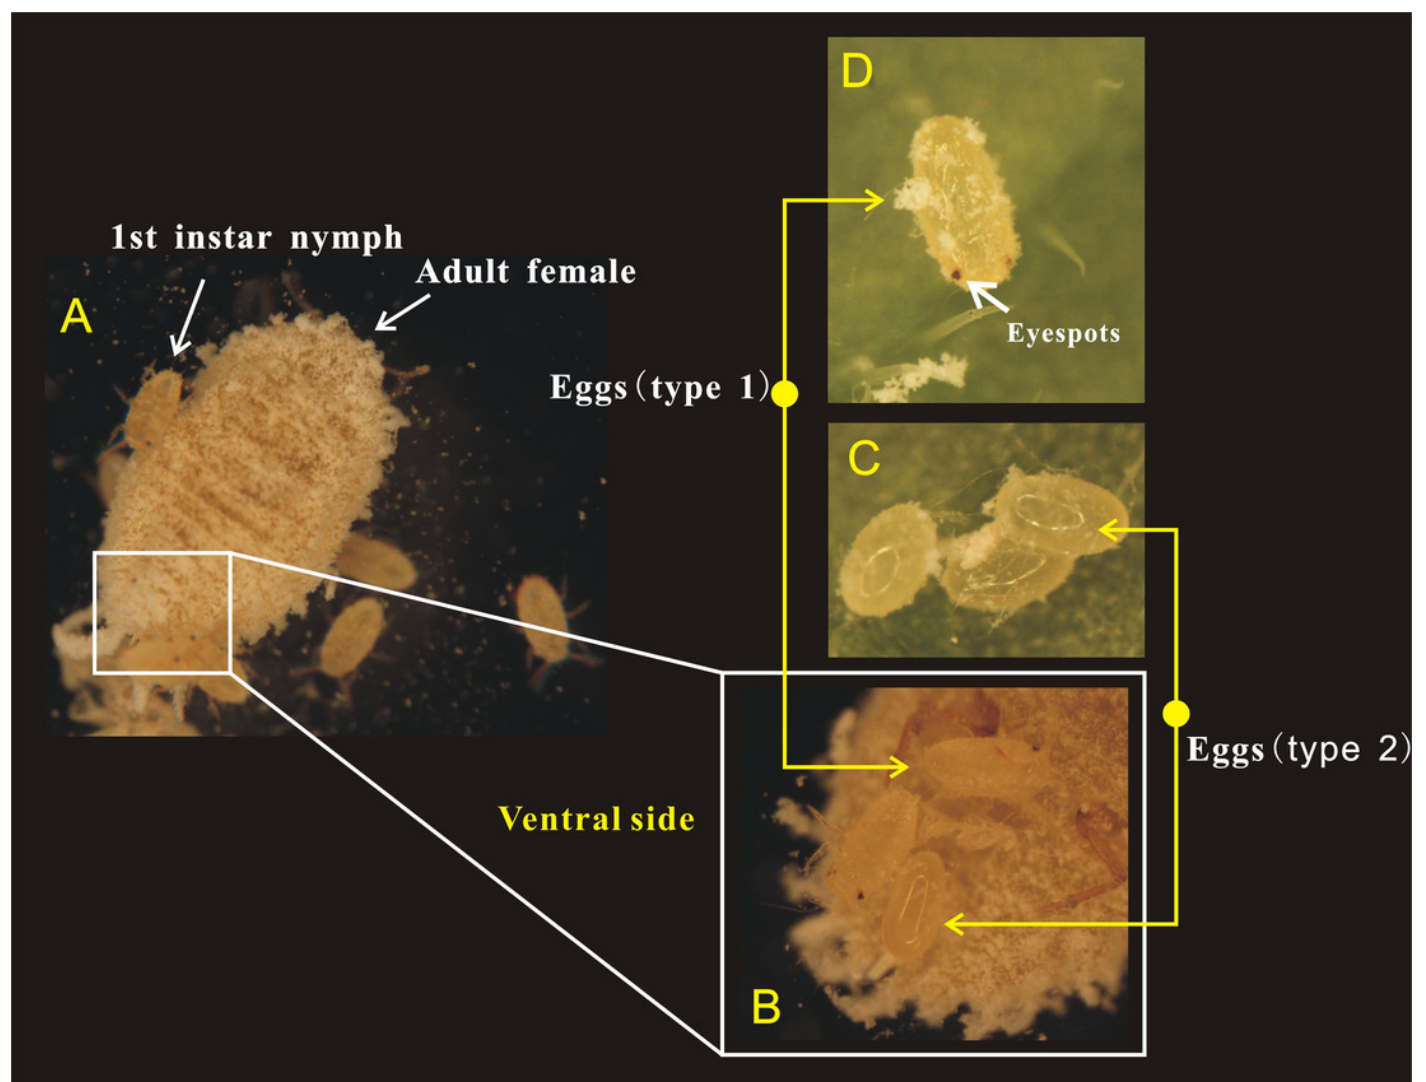 D
1st instar nymph
Adult female
A
Eyespots
Eggs (type 1)
C
Eggs (type 2)
Ventral side
B